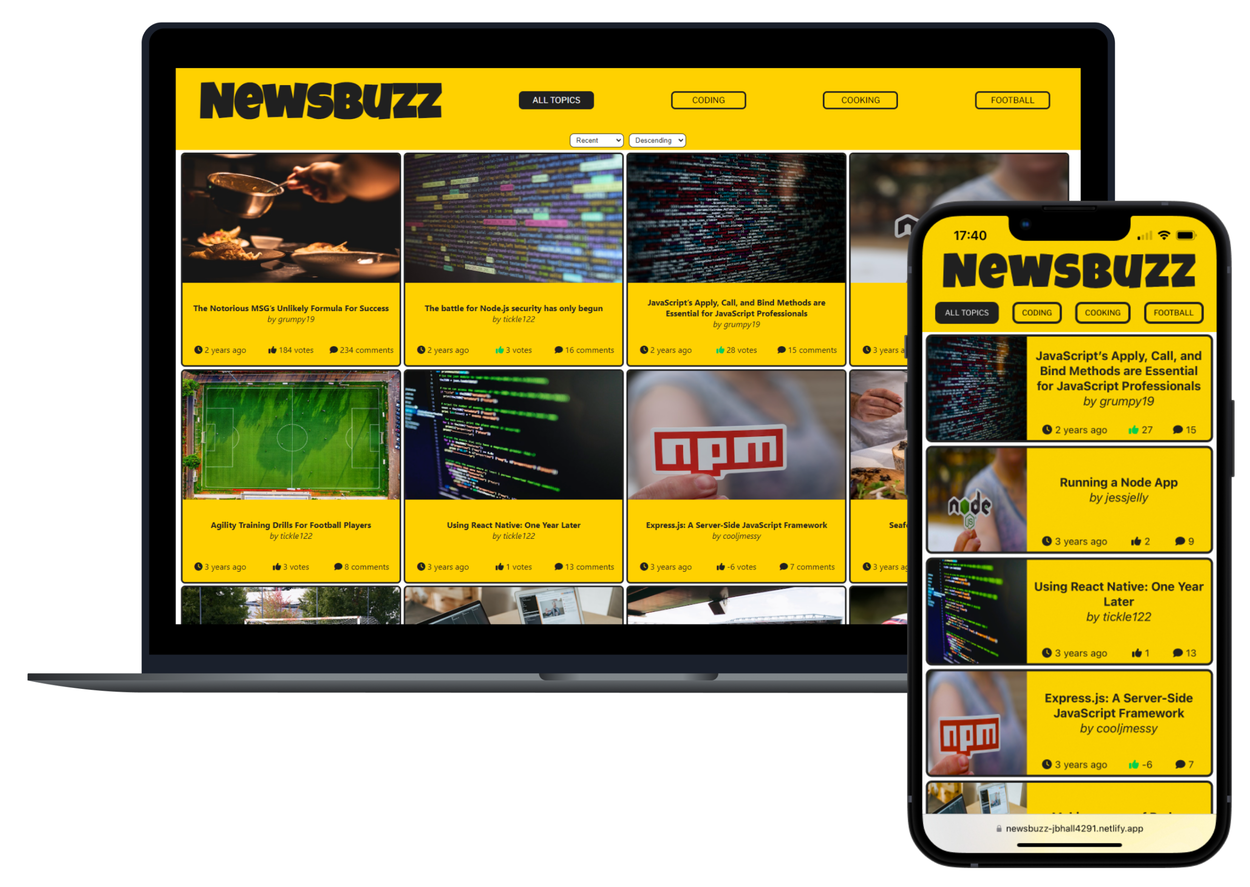 NewsBuzz
ALL TOPICS
CODING
COOKING
FOOTBALL
Recent
Descending
The Notorious MSG's Unlikely Formula For Success
by grumpy19
2 years ago 184 votes 234 comments
The battle for Node.js security has only begun
by tickle122
2 years ago 3 votes 16 comments
JavaScript's Apply, Call, and Bind Methods are
Essential for JavaScript Professionals
by grumpy19
2 years ago 28 votes 15 comments
3 years a
Agility Training Drills For Football Players
by tickle122
3 years ago 3 votes 8 comments
Using React Native: One Year Later
by tickle122
3 years ago 1 votes 13 comments
npm
Express.js: A Server-Side JavaScript Framework
by cooljmessy
3 years ago -6 votes 7 comments
Seaf
3 years ag
17:40
NewsBuzz
ALL TOPICS
CODING
COOKING
FOOTBALL
JavaScript's Apply, Call, and
Bind Methods are Essential
for JavaScript Professionals
by grumpy19
2 years ago 27 15
node
JS
Running a Node App
by jessjelly
3 years ago 2 9
Using React Native: One Year
Later
by tickle122
3 years ago 1 13
npm
Express.js: A Server-Side
JavaScript Framework
by cooljmessy
3 years ago -6 7
newsbuzz-jbhall4291.netlify.app